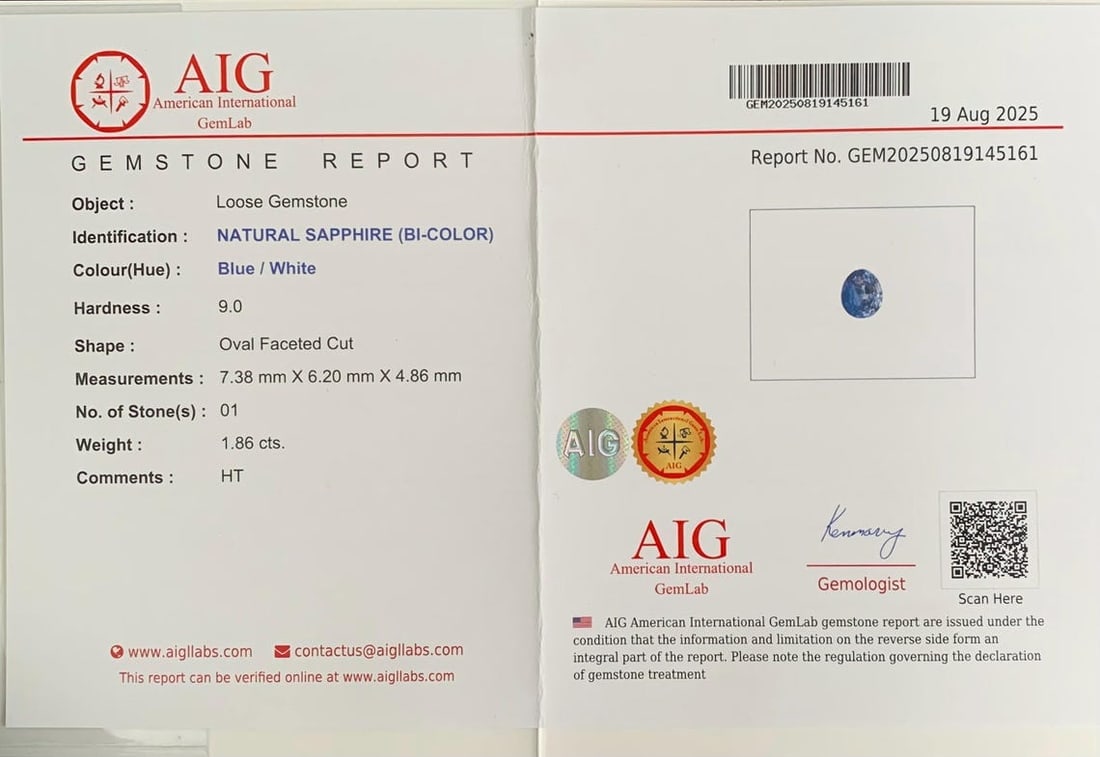 AIG
American International
GemLab
GEMSTONE REPORT
Object : Loose Gemstone
Identification : NATURAL SAPPHIRE (BI-COLOR)
Colour(Hue) : Blue / White
Hardness : 9.0
Shape : Oval Faceted Cut
Measurements : 7.38 mm X 6.20 mm X 4.86 mm
No. of Stone(s) : 01
Weight : 1.86 cts.
Comments : HT
www.aigllabs.com contactus@aigllabs.com
This report can be verified online at www.aigllabs.com
GEM20250819145161
19 Aug 2025
Report No. GEM20250819145161
AIG
AIG
AIG
American International
GemLab
Kenmavy
Gemologist
Scan Here
AIG American International GemLab gemstone report are issued under the
condition that the information and limitation on the reverse side form an
integral part of the report. Please note the regulation governing the declaration
of gemstone treatment